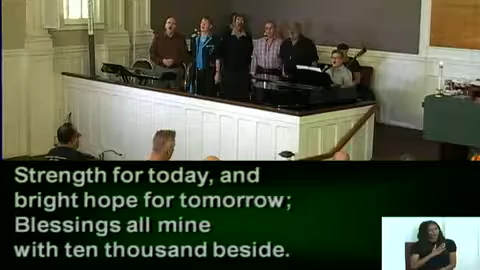 Strength for today, and
bright hope for tomorrow;
Blessings all mine
with ten thousand beside.